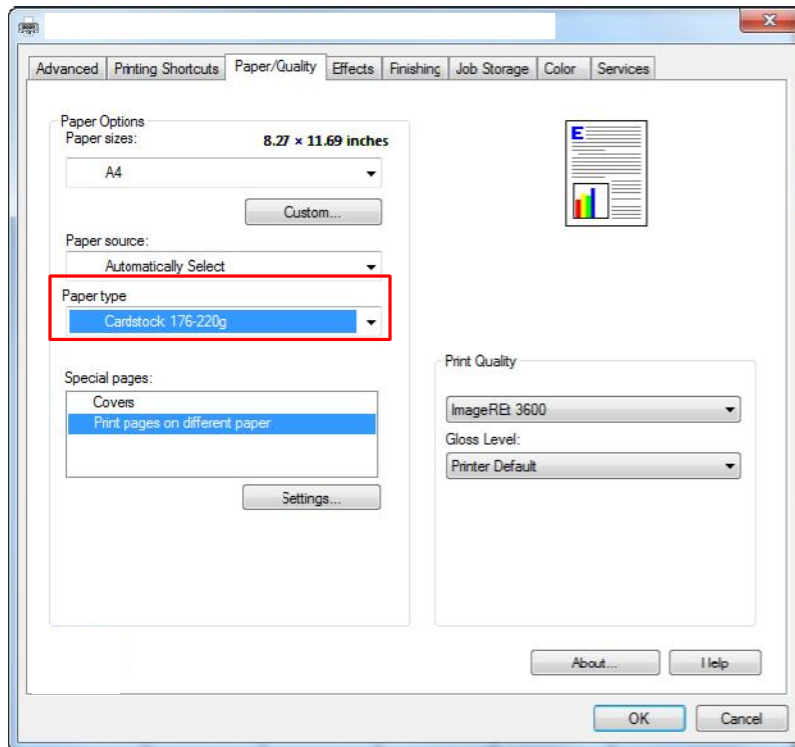 Advanced
Printing Shortcuts
Paper/Quality
Effects
Finishing
Job Storage
Color
Services
Paper Options
Paper sizes:
8.27 × 11.69 inches
A4
Custom...
Paper source:
Automatically Select
Paper type
Cardstock 176-220g
Special pages:
Covers
Print pages on different paper
Settings...
E
Print Quality
ImageREt 3600
Gloss Level:
Printer Default
About...
Help
OK
Cancel